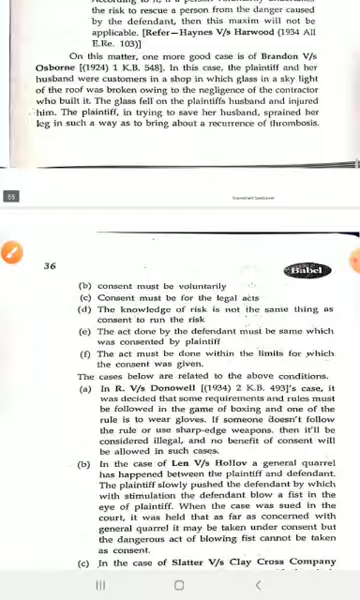 the risk to rescue a person from the danger caused
by the defendant, then this maxim will not be
applicable. [Refer—Haynes V/s Harwood (1934 All
E.Re. 103)]
On this matter, one more good case is of Brandon V/s
Osborne [(1924) 1 K.B. 548]. In this case, the plaintiff and her
husband were customers in a shop in which glass in a sky light
of the roof was broken owing to the negligence of the contractor
who built it. The glass fell on the plaintiffs husband and injured
him. The plaintiff, in trying to save her husband, sprained her
leg in such a way as to bring about a recurrence of thrombosis.
55
36
Babel
(b) consent must be voluntarily
(c) Consent must be for the legal acts
(d) The knowledge of risk is not the same thing as
consent to run the risk
(e) The act done by the defendant must be same which
was consented by plaintiff
(f) The act must be done within the limits for which
the consent was given.
The cases below are related to the above conditions.
(a) In R. V/s Donowell [(1934) 2 K.B. 493]'s case, it
was decided that some requirements and rules must
be followed in the game of boxing and one of the
rule is to wear gloves. If someone doesn't follow
the rule or use sharp-edge weapons. then it'll be
considered illegal, and no benefit of consent will
be allowed in such cases.
(b) In the case of Len V/s Hollov a general quarrel
has happened between the plaintiff and defendant.
The plaintiff slowly pushed the defendant by which
with stimulation the defendant blow a fist in the
eye of plaintiff. When the case was sued in the
court, it was held that as far as concerned with
general quarrel it may be taken under consent but
the dangerous act of blowing fist cannot be taken
as consent.
(c) In the case of Slatter V/s Clay Cross Company